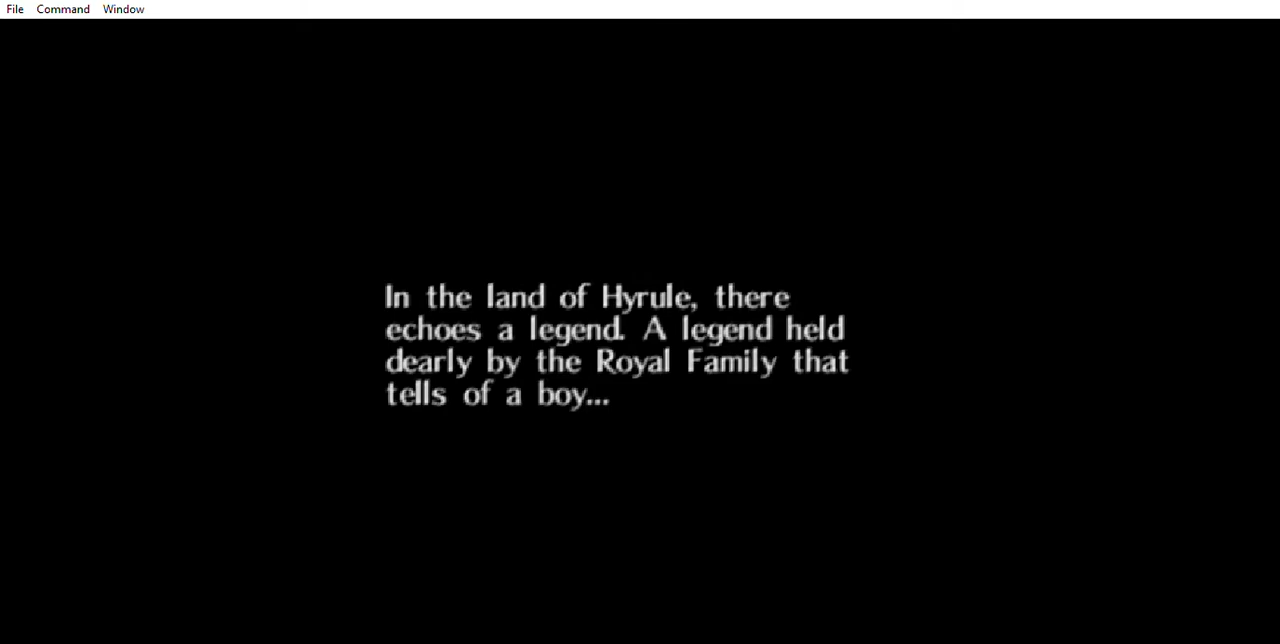 File Command Window
In the land of Hyrule, there
echoes a legend. A legend held
dearly by the Royal Family that
tells of a boy...